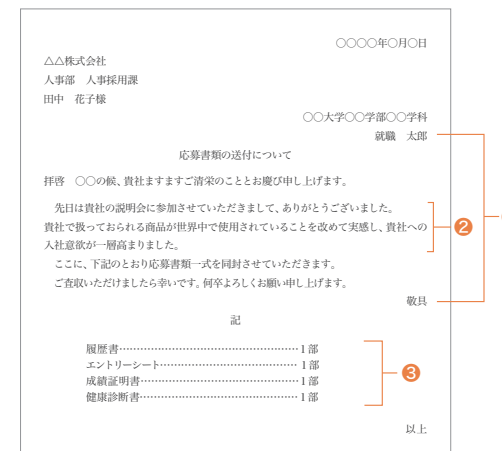 ○○○○年○月○日
△△株式会社
人事部　人事採用課
田中　花子様
○○大学○○学部○○学科
就職　太郎
応募書類の送付について
拝啓　○○の候、貴社ますますご清栄のこととお慶び申し上げます。
先日は貴社の説明会に参加させていただきまして、ありがとうございました。
貴社で扱っておられる商品が世界中で使用されていることを改めて実感し、貴社への
入社意欲が一層高まりました。
❷
ここに、下記のとおり応募書類一式を同封させていただきます。
ご査収いただけましたら幸いです。何卒よろしくお願い申し上げます。
敬具
記
履歴書……………………………………………1部
エントリーシート…………………………………1部
成績証明書………………………………………1部
健康診断書………………………………………1部
❸
以上